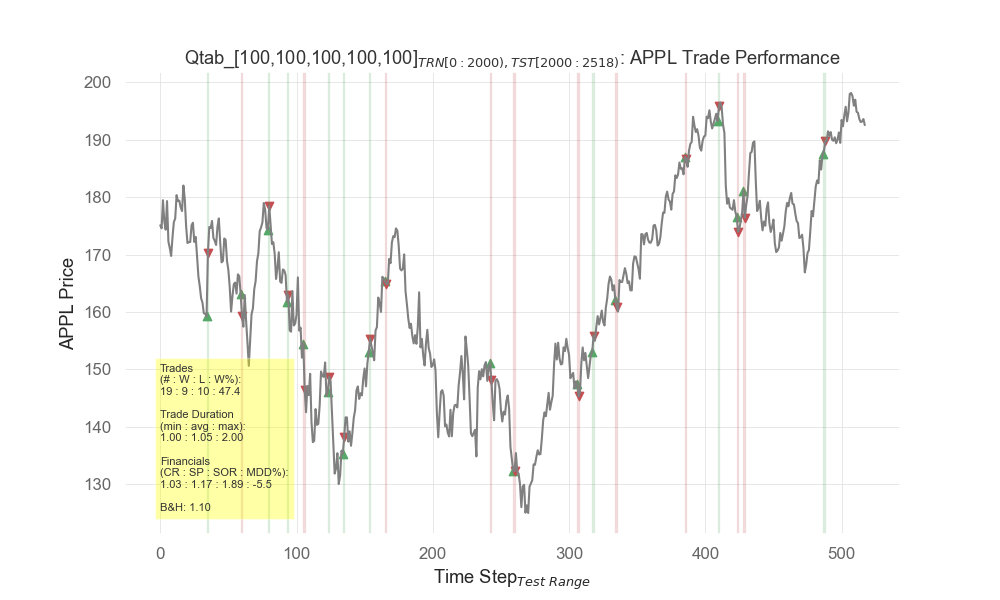 Qtab_[100,100,100,100,100]TRN[0 : 2000), TST[2000 : 2518): APPL Trade Performance
200
190
180
170
160
150
140
130
APPL Price
Trades
(# : W : L : W%):
19 : 9 : 10 : 47.4
Trade Duration
(min : avg : max):
1.00 : 1.05 : 2.00
Financials
(CR : SP : SOR : MDD%):
1.03 : 1.17 : 1.89 : -5.5
B&H: 1.10
0 100 200 300 400 500
Time StepTest Range